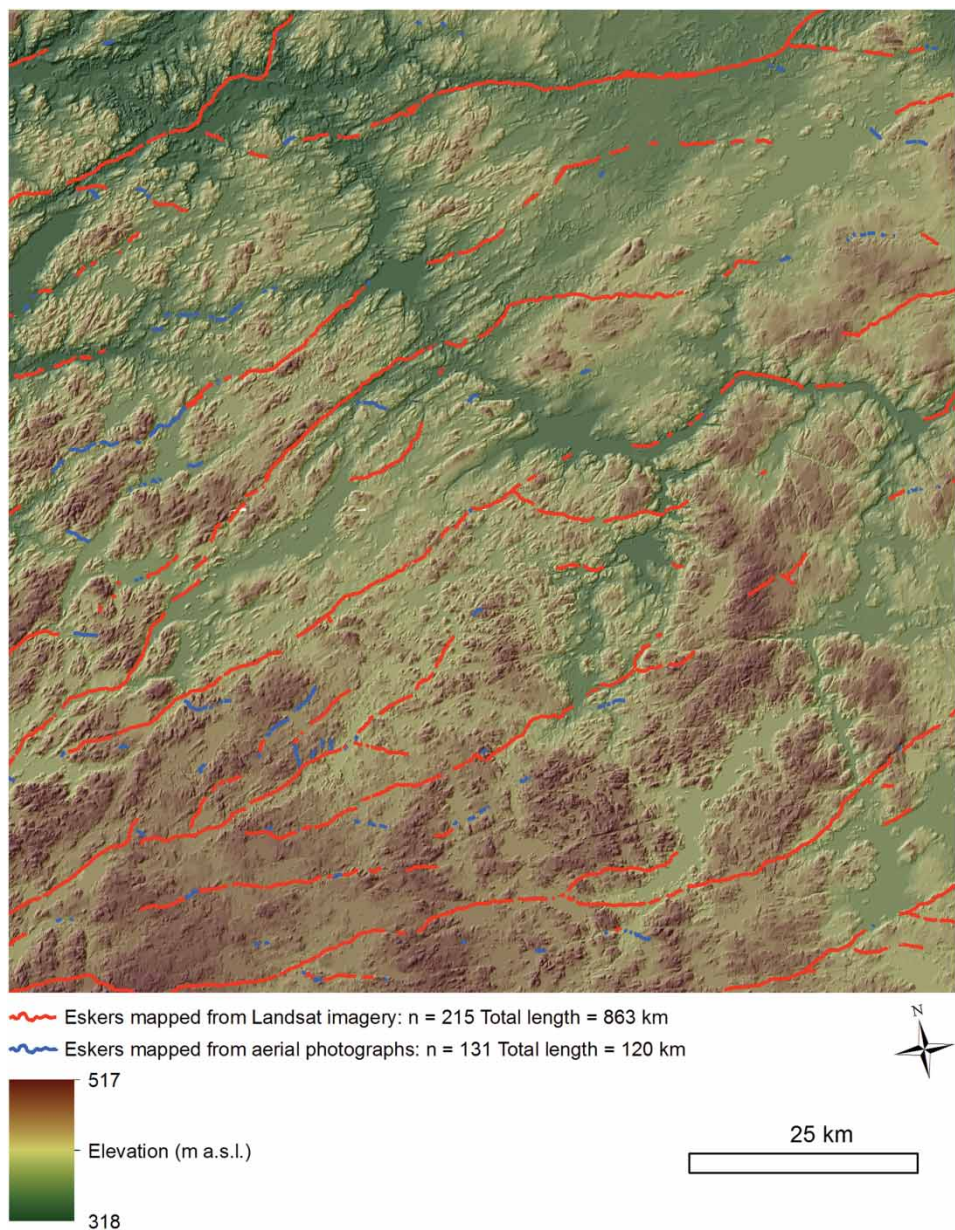 Eskers mapped from Landsat imagery: n = 215 Total length = 863 km
Eskers mapped from aerial photographs: n = 131 Total length = 120 km
N
517
Elevation (m a.s.l.)
318
25 km